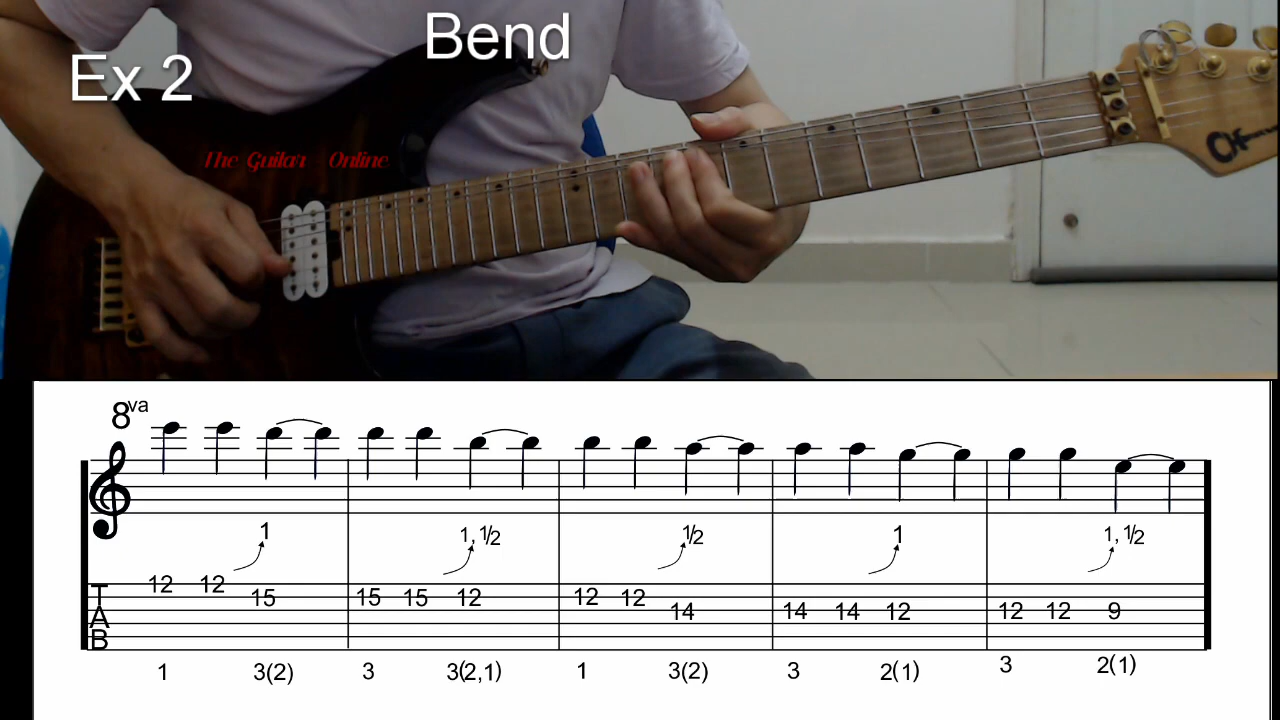 Bend
Ex 2
The Guitar Online
8va
1 1, 1/2 1/2 1 1, 1/2
T 12 12 15 15 15 12 12 12 14 14 14 12 12 12 9
A
B
1 3(2) 3 3(2,1) 1 3(2) 3 2(1) 3 2(1)